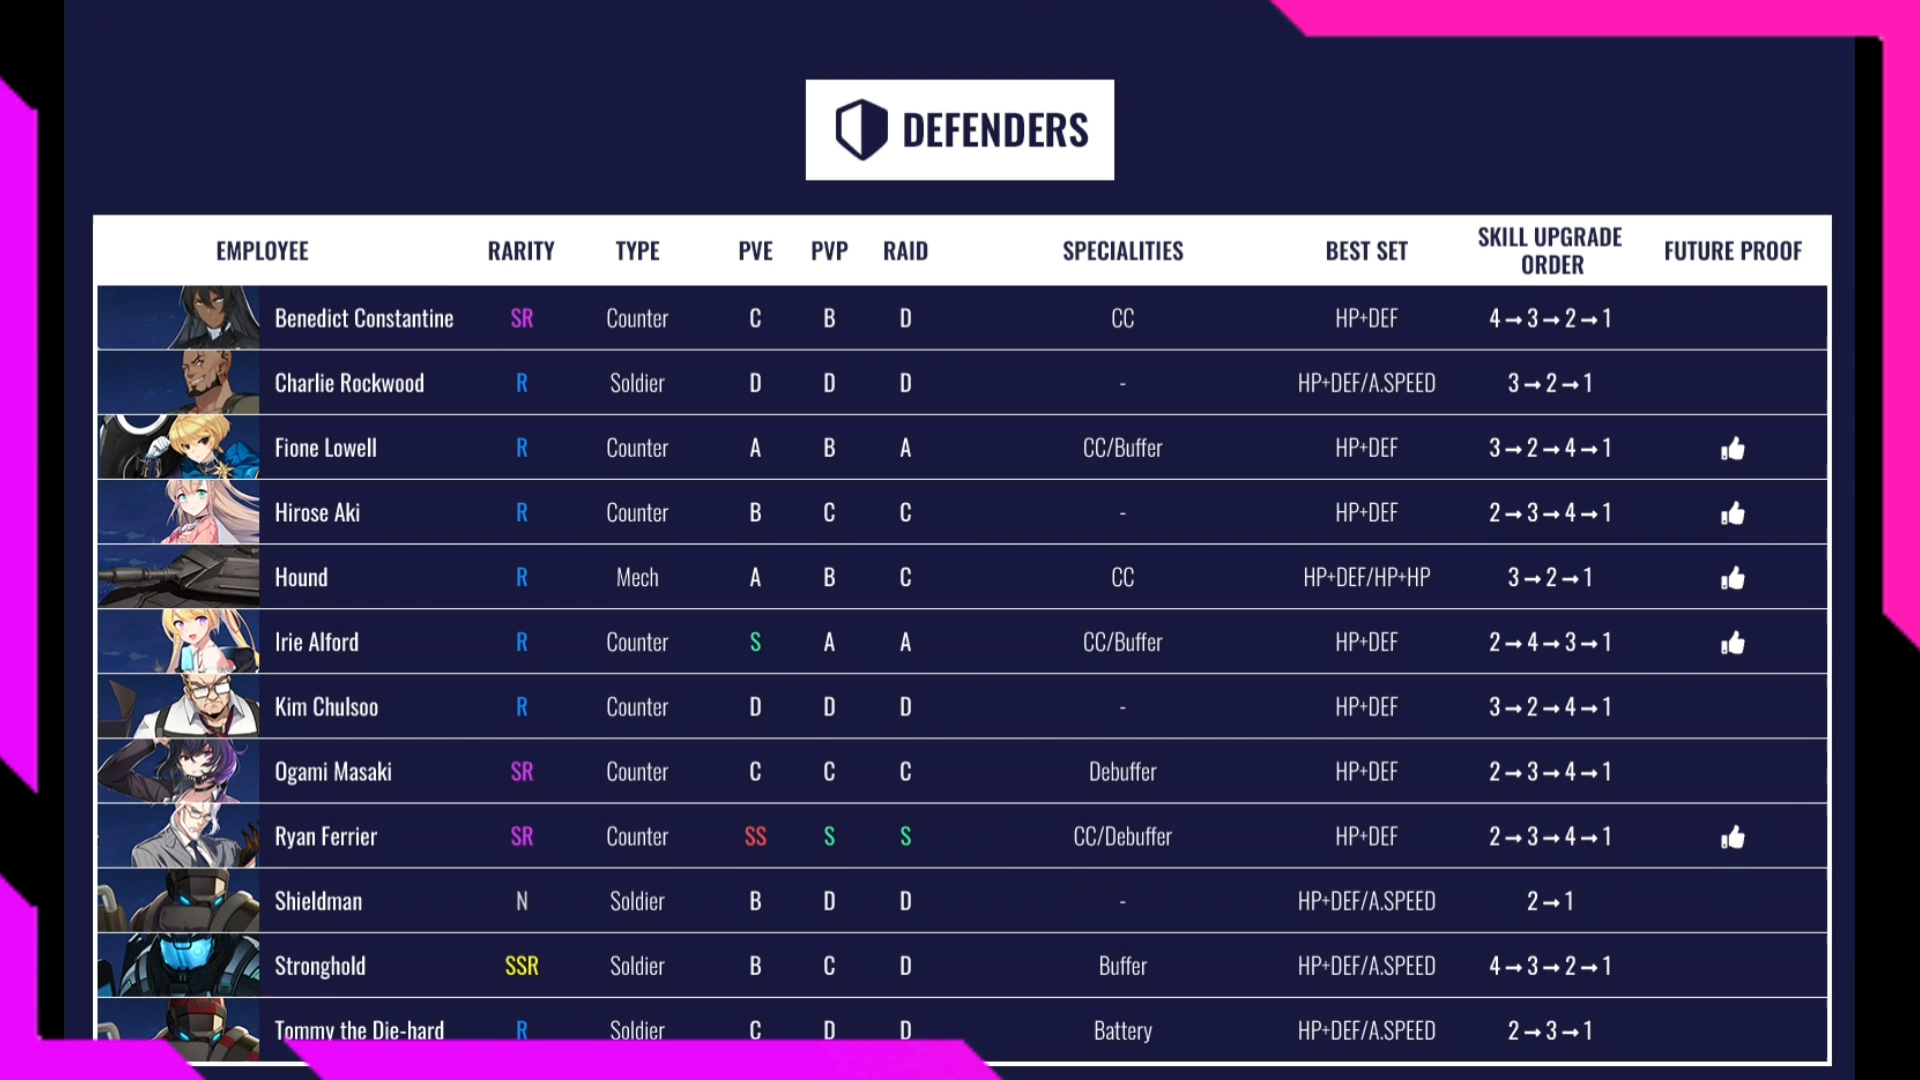 DEFENDERS
EMPLOYEE RARITY TYPE PVE PVP RAID SPECIALITIES BEST SET SKILL UPGRADE ORDER FUTURE PROOF
Benedict Constantine SR Counter C B D CC HP+DEF 4→3→2→1
Charlie Rockwood R Soldier D D D - HP+DEF/A.SPEED 3→2→1
Fione Lowell R Counter A B A CC/Buffer HP+DEF 3→2→4→1
Hirose Aki R Counter B C C - HP+DEF 2→3→4→1
Hound R Mech A B C CC HP+DEF/HP+HP 3→2→1
Irie Alford R Counter S A A CC/Buffer HP+DEF 2→4→3→1
Kim Chulsoo R Counter D D D - HP+DEF 3→2→4→1
Ogami Masaki SR Counter C C C Debuffer HP+DEF 2→3→4→1
Ryan Ferrier SR Counter SS S S CC/Debuffer HP+DEF 2→3→4→1
Shieldman N Soldier B D D - HP+DEF/A.SPEED 2→1
Stronghold SSR Soldier B C D Buffer HP+DEF/A.SPEED 4→3→2→1
Tommy the Die-hard R Soldier C D D Battery HP+DEF/A.SPEED 2→3→1